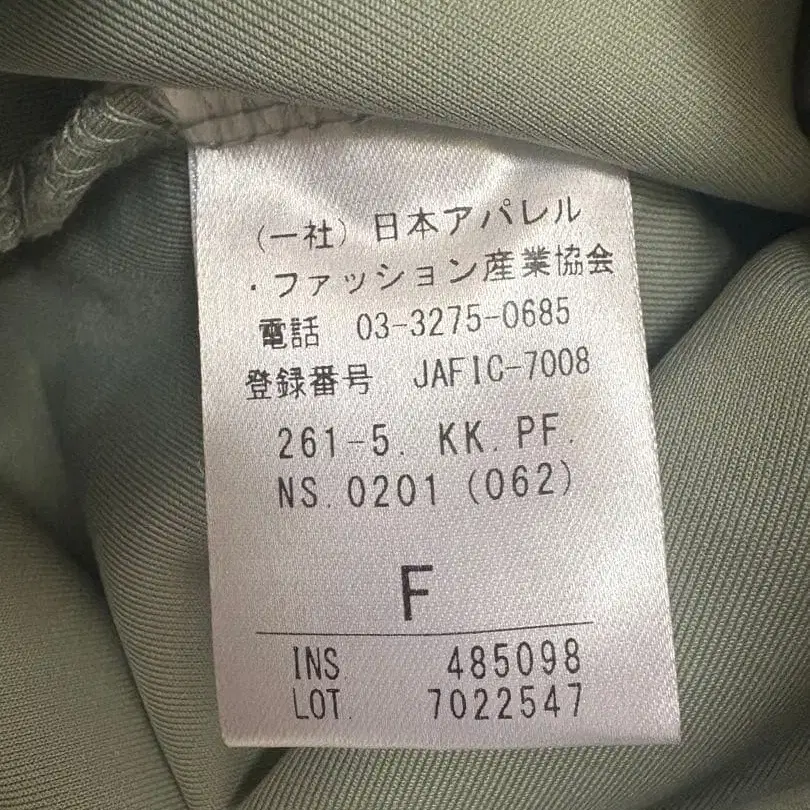 (一社) 日本アパレル
・ファッション産業協会
電話 03-3275-0685
登録番号 JAFIC-7008
261-5. KK. PF.
NS. 0201 (062)
F
INS 485098
LOT. 7022547